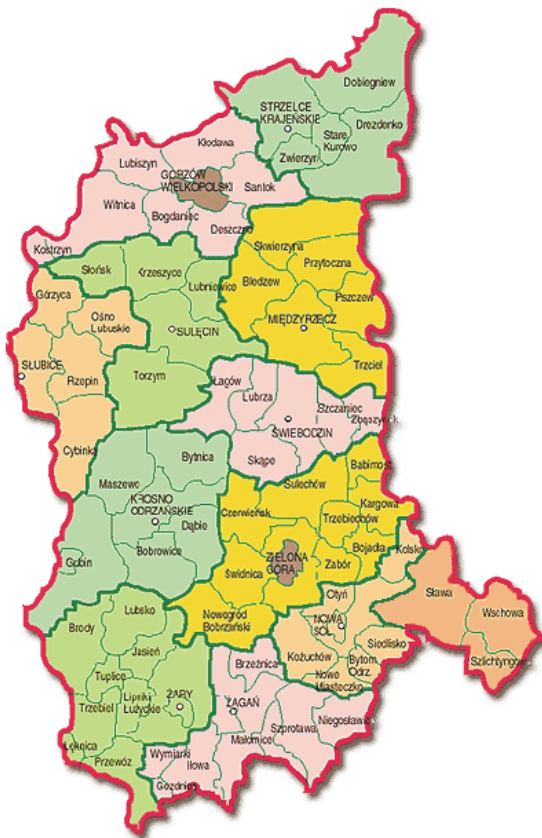 Dobiegniew
STRZELCE
KRAJEŃSKIE
Drezdenko
Stare
Kurowo
Zwierzyn
Kłodawa
Lubiszyn
GORZÓW
WIELKOPOLSKI
Santok
Witnica
Bogdaniec
Deszczno
Kostrzyn
Skwierzyna
Przytoczna
Bledzew
Pszczew
MIĘDZYRZECZ
Trzciel
Słońsk
Krzeszyce
Lubniewice
SULĘCIN
Torzym
Górzyca
Ośno
Lubuskie
SŁUBICE
Rzepin
Cybinka
Łagów
Lubrza
Szczaniec
Zbąszynek
ŚWIEBODZIN
Skąpe
Bytnica
Maszewo
KROSNO
ODRZAŃSKIE
Dąbie
Bobrowice
Gubin
Babimost
Sulechów
Kargowa
Czerwieńsk
Trzebiechów
Bojadła
ZIELONA
GÓRA
Zabór
Świdnica
Nowogród
Bobrzański
Kolsko
Otyń
NOWA
SÓL
Siedlisko
Kożuchów
Bytom
Odrz.
Nowe
Miasteczko
Sława
Wschowa
Szlichtyngowa
Lubsko
Brody
Jasień
Tuplice
Lipinki
Łużyckie
Trzebiel
ŻARY
Łęknica
Przewóz
Brzeźnica
ŻAGAŃ
Niegosławice
Szprotawa
Małomice
Wymiarki
Iłowa
Gozdnica